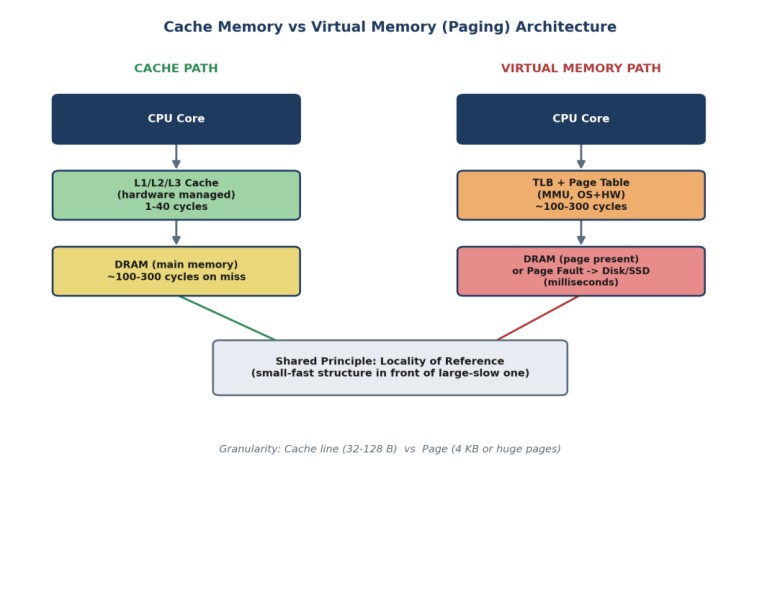 Cache Memory vs Virtual Memory (Paging) Architecture
CACHE PATH
VIRTUAL MEMORY PATH
CPU Core
CPU Core
L1/L2/L3 Cache
(hardware managed)
1-40 cycles
TLB + Page Table
(MMU, OS+HW)
~100-300 cycles
DRAM (main memory)
~100-300 cycles on miss
DRAM (page present)
or Page Fault -> Disk/SSD
(milliseconds)
Shared Principle: Locality of Reference
(small-fast structure in front of large-slow one)
Granularity: Cache line (32-128 B)  vs  Page (4 KB or huge pages)